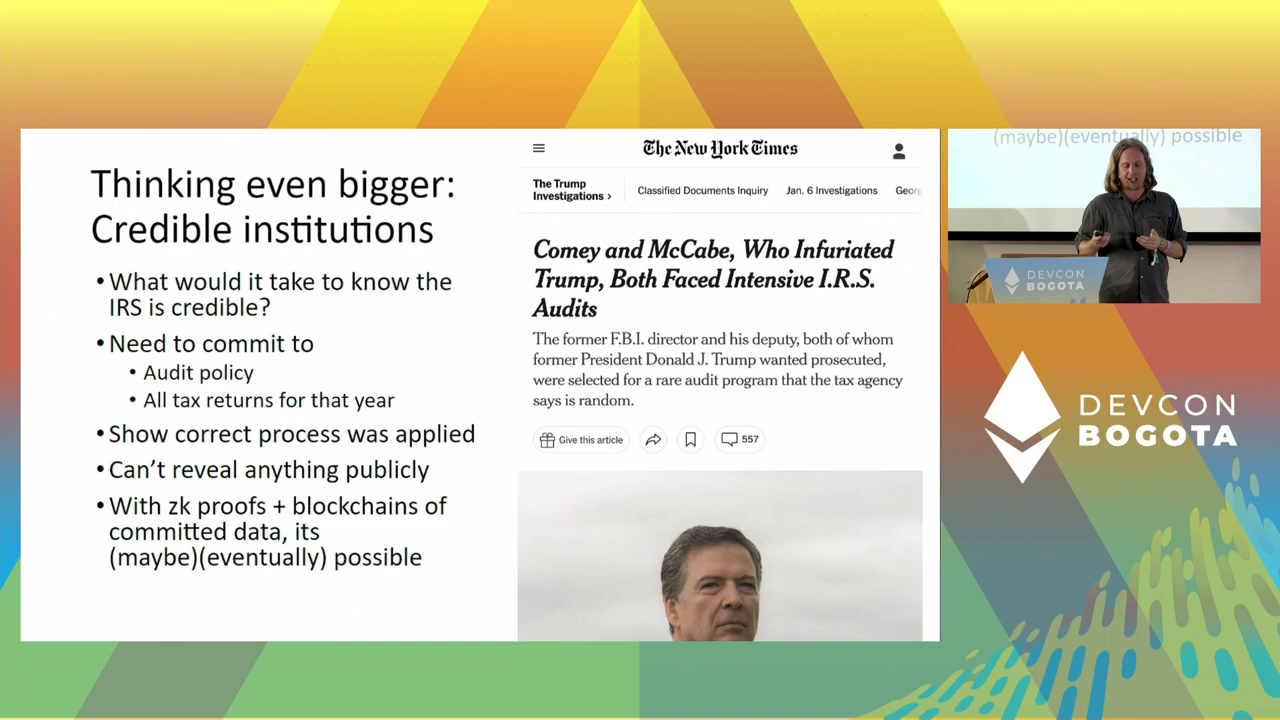 Thinking even bigger:
Credible institutions
• What would it take to know the
IRS is credible?
• Need to commit to
• Audit policy
• All tax returns for that year
• Show correct process was applied
• Can't reveal anything publicly
• With zk proofs + blockchains of
committed data, its
(maybe)(eventually) possible
The New York Times
The Trump
Investigations ›
Classified Documents Inquiry
Jan. 6 Investigations
Georg
Comey and McCabe, Who Infuriated
Trump, Both Faced Intensive I.R.S.
Audits
The former F.B.I. director and his deputy, both of whom
former President Donald J. Trump wanted prosecuted,
were selected for a rare audit program that the tax agency
says is random.
Give this article
557
(maybe)(eventually) possible
DEVCON
BOGOTA
DEVCON
BOGOTA